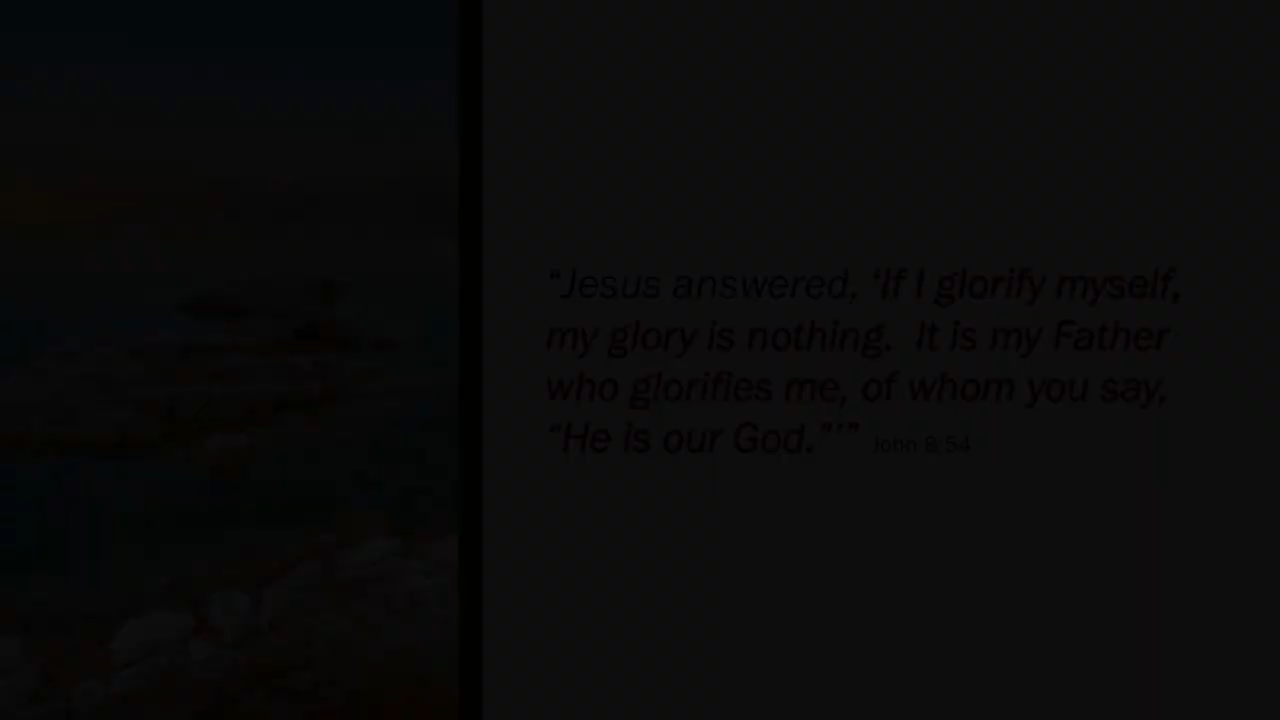 “Jesus answered, ‘If I glorify myself,
my glory is nothing.  It is my Father
who glorifies me, of whom you say,
“He is our God.”’” John 8:54